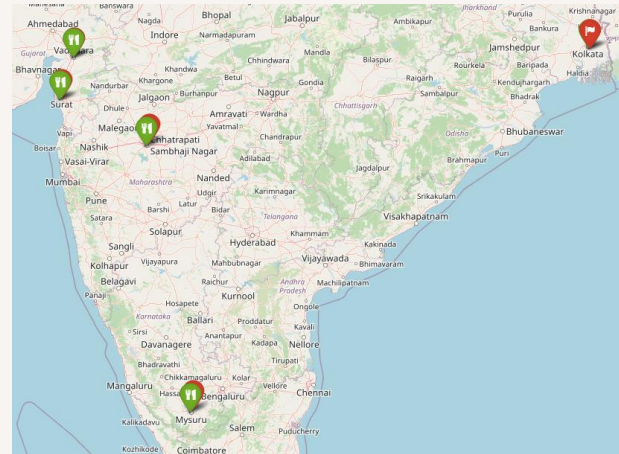 Banswara
Jharkhand
Purulia
Krishnanagar
Ahmedabad
Nagda
Bhopal
Jabalpur
Ambikapur
Bankura
Indore
Narmadapuram
Gujarat
Jamshedpur
Kolkata
Bhavnagar
Khandwa
Chhindwara
Mandla
Bilaspur
Rourkela
Baripada
Haldia
Khargone
Betul
Gondia
Raigarh
Kendujhargarh
Nandurbar
Burhanpur
Nagpur
Sambalpur
Bhadrak
Surat
Dhule
Jalgaon
Amravati
Wardha
Chhattisgarh
Vapi
Malegaon
Yavatmal
Odisha
Bhubaneswar
Boisar
Nashik
Chhatrapati
Sambhaji Nagar
Chandrapur
Puri
Vasai-Virar
Adilabad
Jagdalpur
Brahmapur
Mumbai
Maharashtra
Nanded
Pune
Udgir
Karimnagar
Srikakulam
Satara
Barshi
Latur
Bidar
Telangana
Visakhapatnam
Solapur
Khammam
Sangli
Hyderabad
Kakinada
Kolhapur
Vijayapura
Mahbubnagar
Vijayawada
Bhimavaram
Belagavi
Raichur
Andhra
Pradesh
Machilipatnam
Panaji
Kurnool
Hosapete
Ongole
Karnataka
Ballari
Proddatur
Kavali
Sirsi
Anantapur
Kadapa
Nellore
Davanagere
Bhadravathi
Tirupati
Chikkamagaluru
Kolar
Mangaluru
Bengaluru
Vellore
Chennai
Kalikadavu
Mysuru
Salem
Puducherry
Kozhikode
Coimbatore